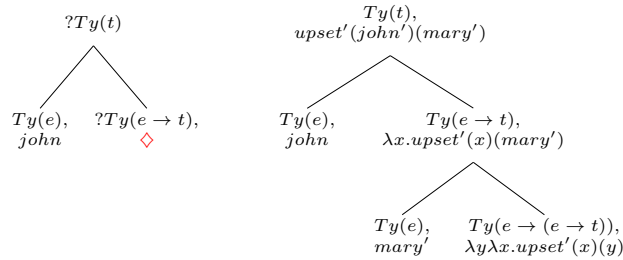 ?Ty(t)
Ty(e),
john
?Ty(e → t),
♢
Ty(t),
upset′(john′)(mary′)
Ty(e),
john
Ty(e → t),
λx.upset′(x)(mary′)
Ty(e),
mary′
Ty(e → (e → t)),
λyλx.upset′(x)(y)